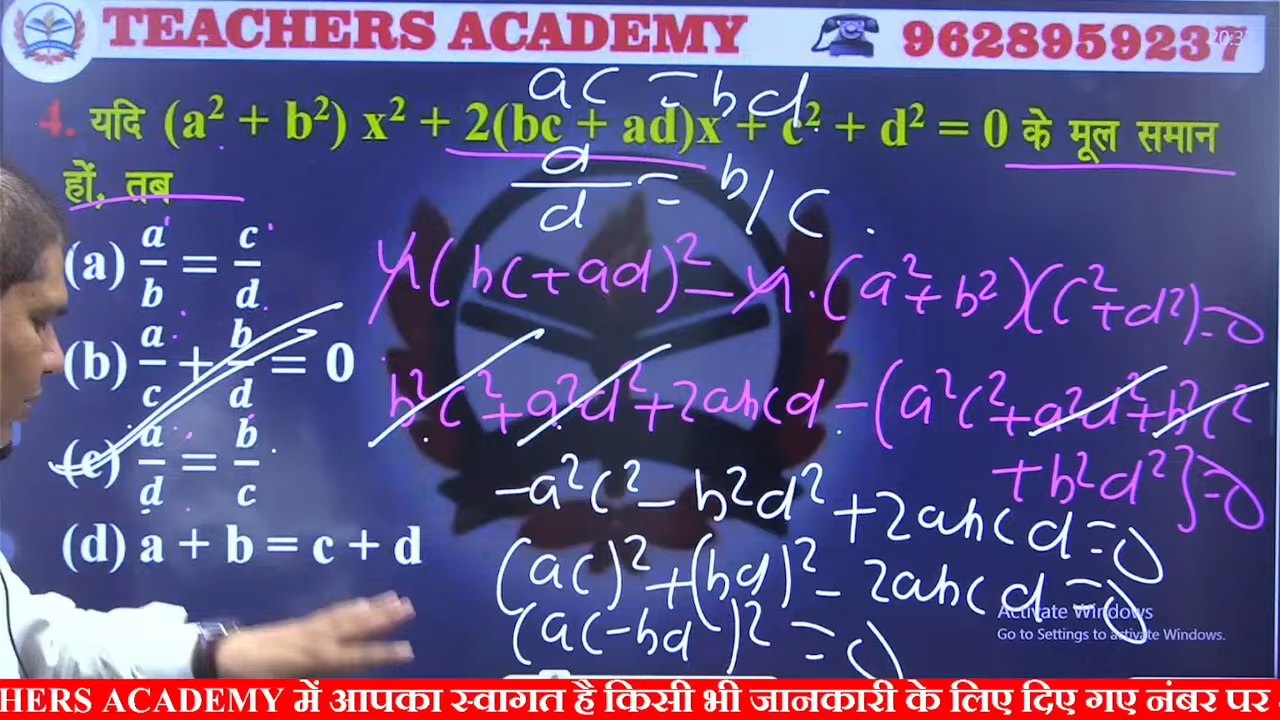 TEACHERS ACADEMY ☎ 9628959237
20:3
ac = bd.
4. यदि (a² + b²) x² + 2(bc + ad)x + c² + d² = 0 के मूल समान
हों, तब
a/d = b/c.
(a) a/b = c/d
4(bc+ad)² - 4.(a²+b²)(c²+d²)=0
(b) a/c + b/d = 0
b²c²+a²d²+2abcd-(a²c²+a²d²+b²c²
+b²d²}=0
(c) a/d = b/c
-a²c²-b²d²+2abcd=0
(d) a + b = c + d
(ac)²+(bd)²-2abcd=0
(ac-bd)²=0
Activate Windows
Go to Settings to activate Windows.
HERS ACADEMY में आपका स्वागत है किसी भी जानकारी के लिए दिए गए नंबर पर